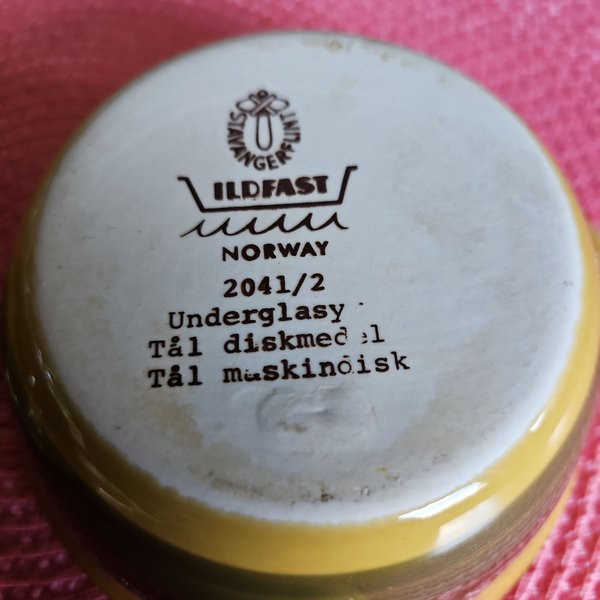 STAVANGERFLINT
ILDFAST
NORWAY
2041/2
Underglasy
Tål diskmedel
Tål maskindisk